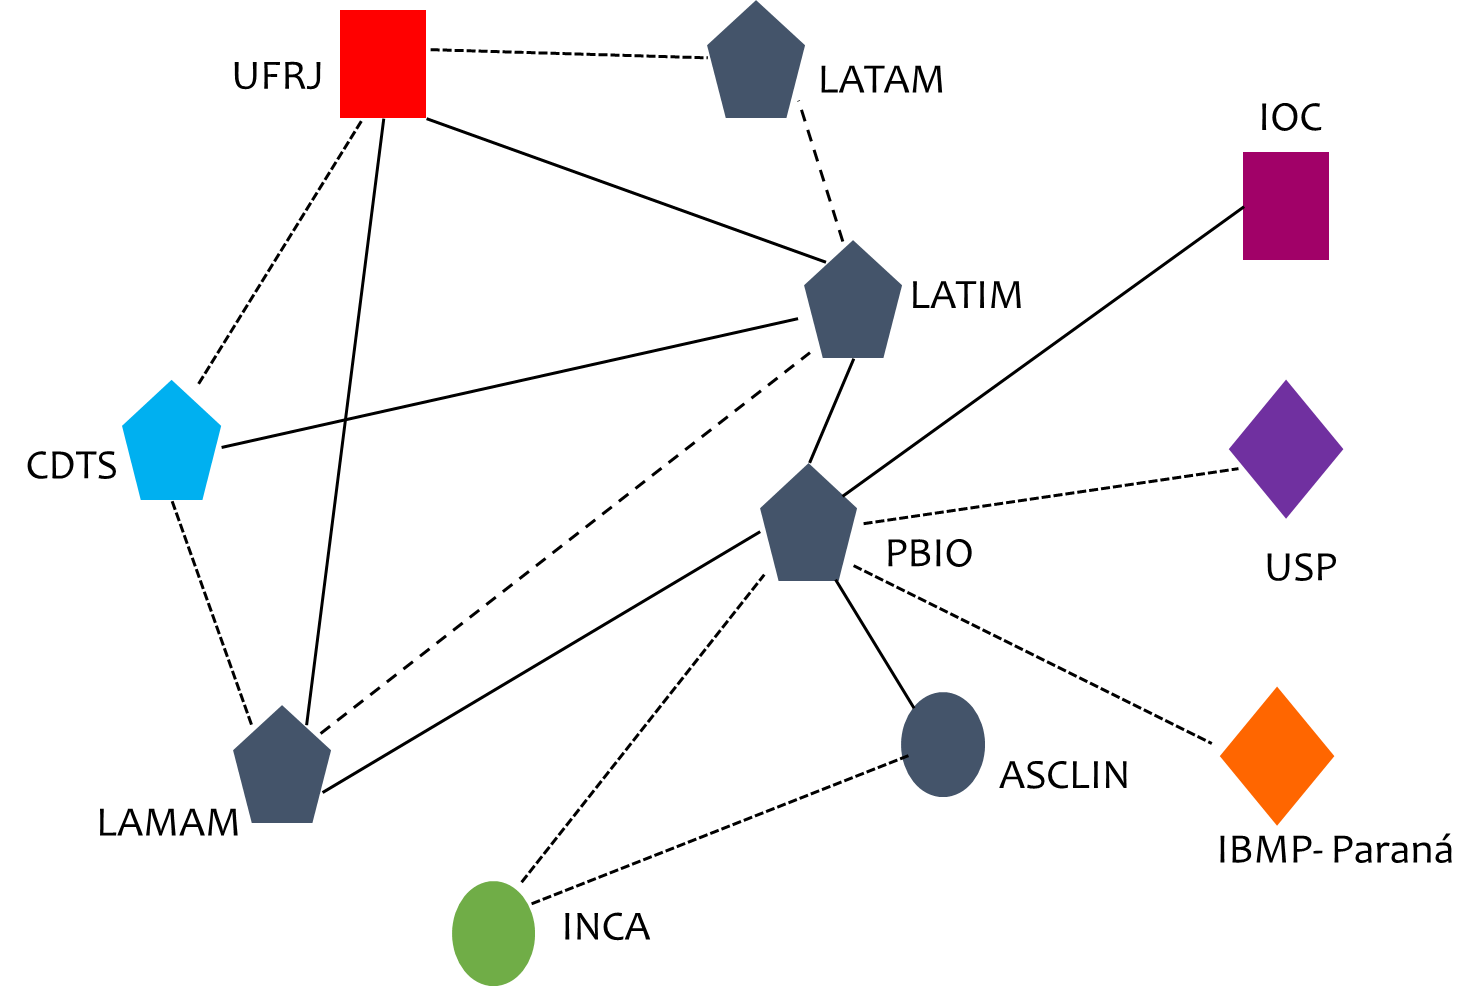 UFRJ
LATAM
IOC
LATIM
CDTS
PBIO
USP
ASCLIN
LAMAM
IBMP- Paraná
INCA